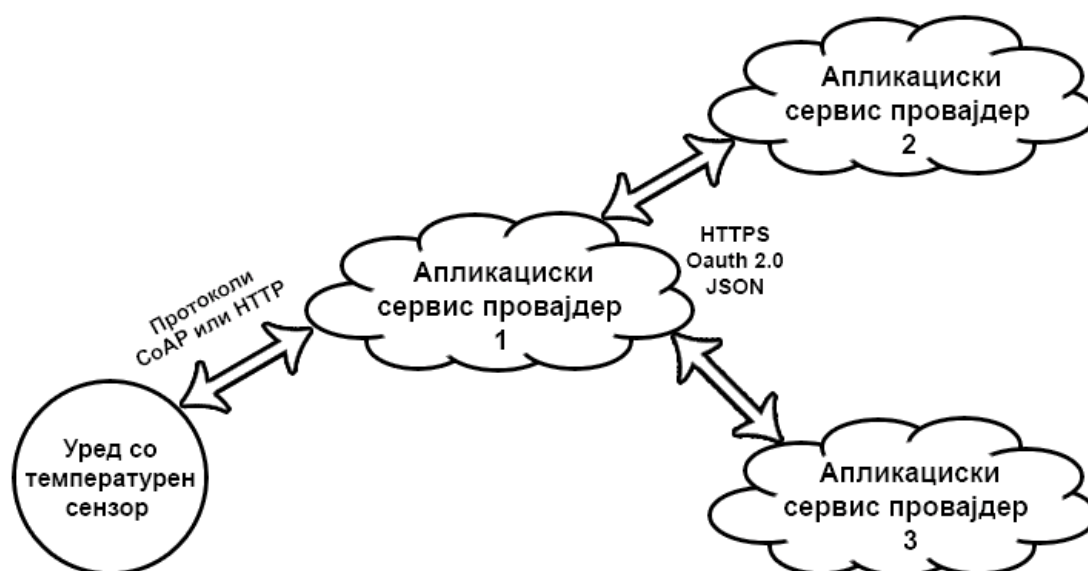 Апликациски
сервис провајдер
2
HTTPS
Oauth 2.0
JSON
Апликациски
сервис провајдер
1
Протоколи
CoAP или HTTP
Уред со
температурен
сензор
Апликациски
сервис провајдер
3